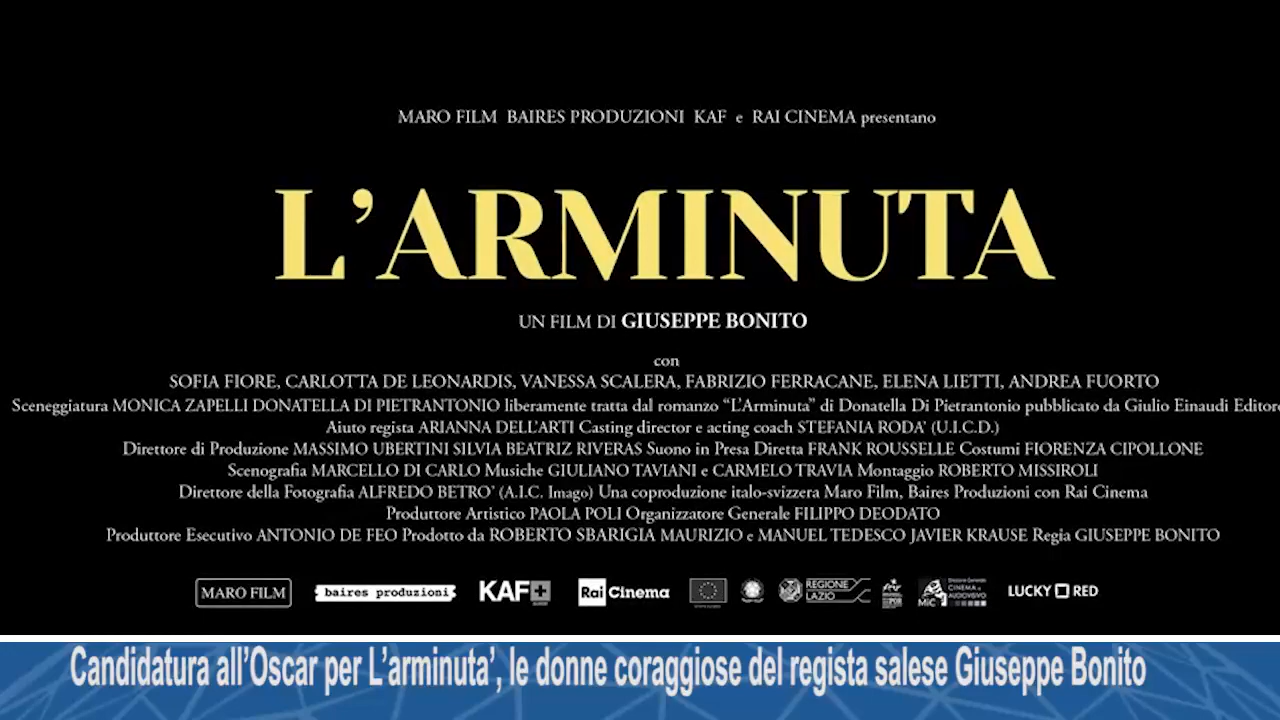 MARO FILM BAIRES PRODUZIONI KAF e RAI CINEMA presentano
L’ARMINUTA
UN FILM DI GIUSEPPE BONITO
con
SOFIA FIORE, CARLOTTA DE LEONARDIS, VANESSA SCALERA, FABRIZIO FERRACANE, ELENA LIETTI, ANDREA FUORTO
Sceneggiatura MONICA ZAPELLI DONATELLA DI PIETRANTONIO liberamente tratta dal romanzo “L’Arminuta” di Donatella Di Pietrantonio pubblicato da Giulio Einaudi Editore
Aiuto regista ARIANNA DELL’ARTI Casting director e acting coach STEFANIA RODA’ (U.I.C.D.)
Direttore di Produzione MASSIMO UBERTINI SILVIA BEATRIZ RIVERAS Suono in Presa Diretta FRANK ROUSSELLE Costumi FIORENZA CIPOLLONE
Scenografia MARCELLO DI CARLO Musiche GIULIANO TAVIANI e CARMELO TRAVIA Montaggio ROBERTO MISSIROLI
Direttore della Fotografia ALFREDO BETRO’ (A.I.C. Imago) Una coproduzione italo-svizzera Maro Film, Baires Produzioni con Rai Cinema
Produttore Artistico PAOLA POLI Organizzatore Generale FILIPPO DEODATO
Produttore Esecutivo ANTONIO DE FEO Prodotto da ROBERTO SBARIGIA MAURIZIO e MANUEL TEDESCO JAVIER KRAUSE Regia GIUSEPPE BONITO
MARO FILM baires produzioni KAF+ Rai Cinema REGIONE LAZIO MiC LUCKY RED
Candidatura all’Oscar per L’arminuta’, le donne coraggiose del regista salese Giuseppe Bonito